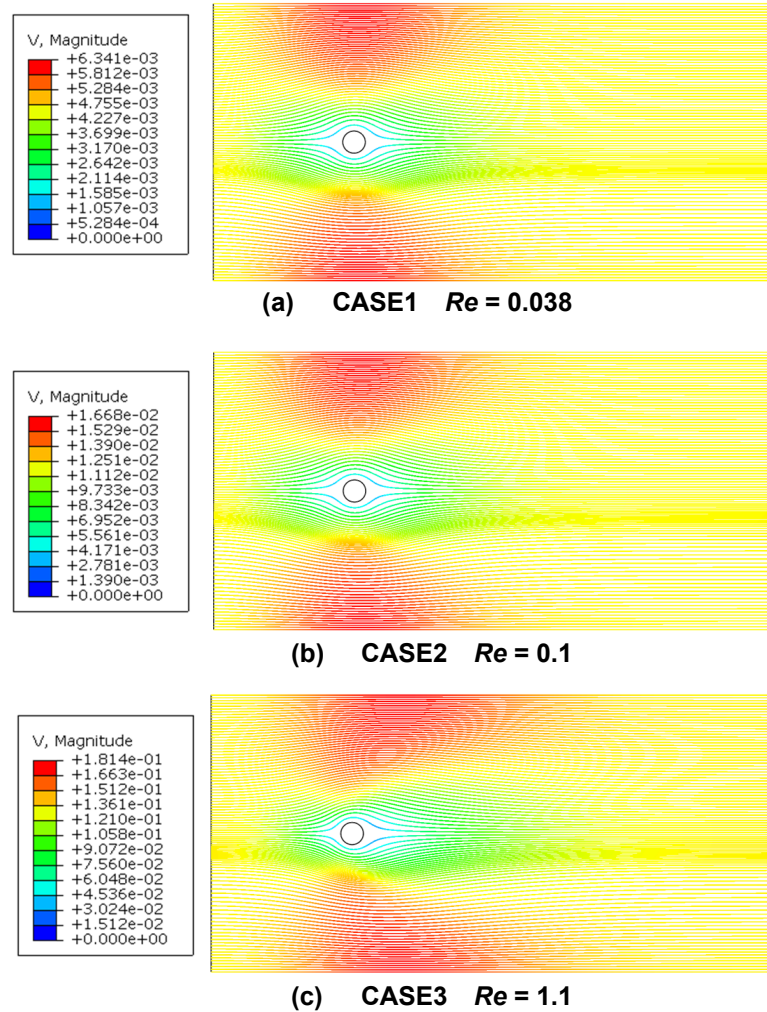 V, Magnitude
+6.341e-03
+5.812e-03
+5.284e-03
+4.755e-03
+4.227e-03
+3.699e-03
+3.170e-03
+2.642e-03
+2.114e-03
+1.585e-03
+1.057e-03
+5.284e-04
+0.000e+00
(a) CASE1 Re = 0.038
V, Magnitude
+1.668e-02
+1.529e-02
+1.390e-02
+1.251e-02
+1.112e-02
+9.733e-03
+8.342e-03
+6.952e-03
+5.561e-03
+4.171e-03
+2.781e-03
+1.390e-03
+0.000e+00
(b) CASE2 Re = 0.1
V, Magnitude
+1.814e-01
+1.663e-01
+1.512e-01
+1.361e-01
+1.210e-01
+1.058e-01
+9.072e-02
+7.560e-02
+6.048e-02
+4.536e-02
+3.024e-02
+1.512e-02
+0.000e+00
(c) CASE3 Re = 1.1